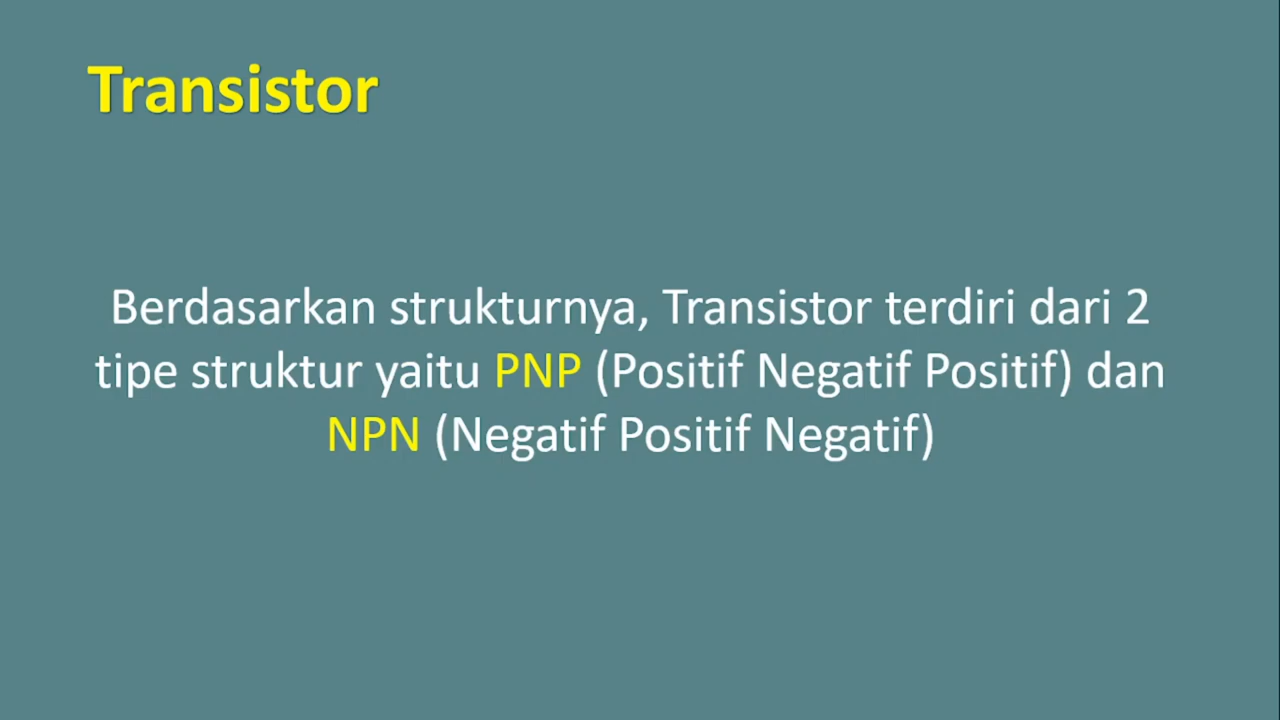 Transistor
Berdasarkan strukturnya, Transistor terdiri dari 2
tipe struktur yaitu PNP (Positif Negatif Positif) dan
NPN (Negatif Positif Negatif)